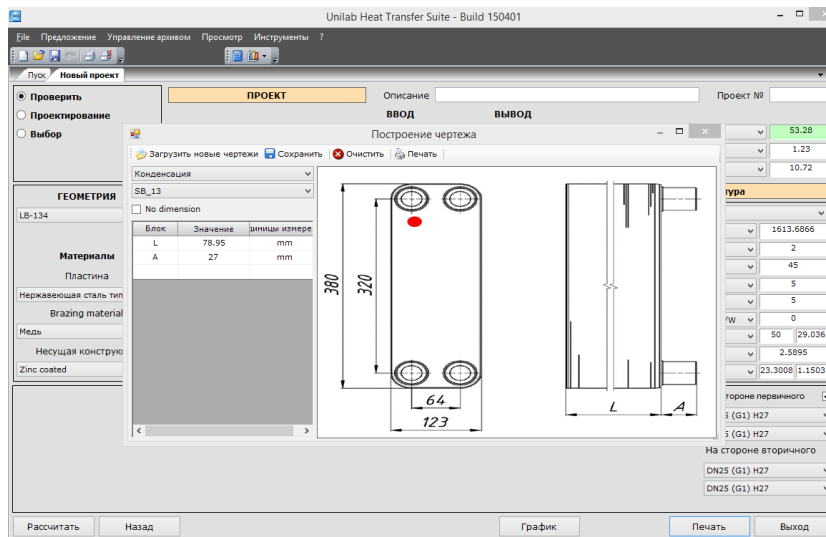 Unilab Heat Transfer Suite - Build 150401
File Предложение Управление архивом Просмотр Инструменты ?
Пуск Новый проект
Проверить ПРОЕКТ Описание Проект №
Проектирование ВВОД ВЫВОД
Выбор
53.28
1.23
10.72
Построение чертежа
Загрузить новые чертежи Сохранить Очистить Печать
Конденсация
SB_13
No dimension
Блок Значение диницы измере
L 78.95 mm
A 27 mm
380
320
64
123
L
A
ГЕОМЕТРИЯ
LB-134
Материалы
Пластина
Нержавеющая сталь тип
Brazing material
Медь
Несущая конструк
Zinc coated
тура
1613.6866
2
45
5
5
/W 0
50 29.036
2.5895
23.3008 1.1503
тороне первичного
5 (G1) H27
5 (G1) H27
На стороне вторичного
DN25 (G1) H27
DN25 (G1) H27
Рассчитать Назад График Печать Выход